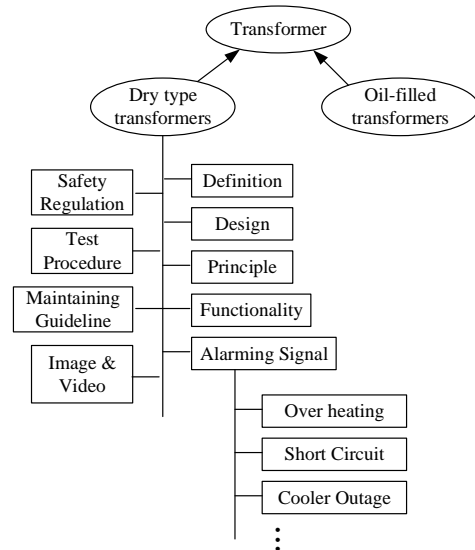 Transformer
Dry type
transformers
Oil-filled
transformers
Safety
Regulation
Definition
Design
Test
Procedure
Principle
Maintaining
Guideline
Functionality
Image &
Video
Alarming Signal
Over heating
Short Circuit
Cooler Outage